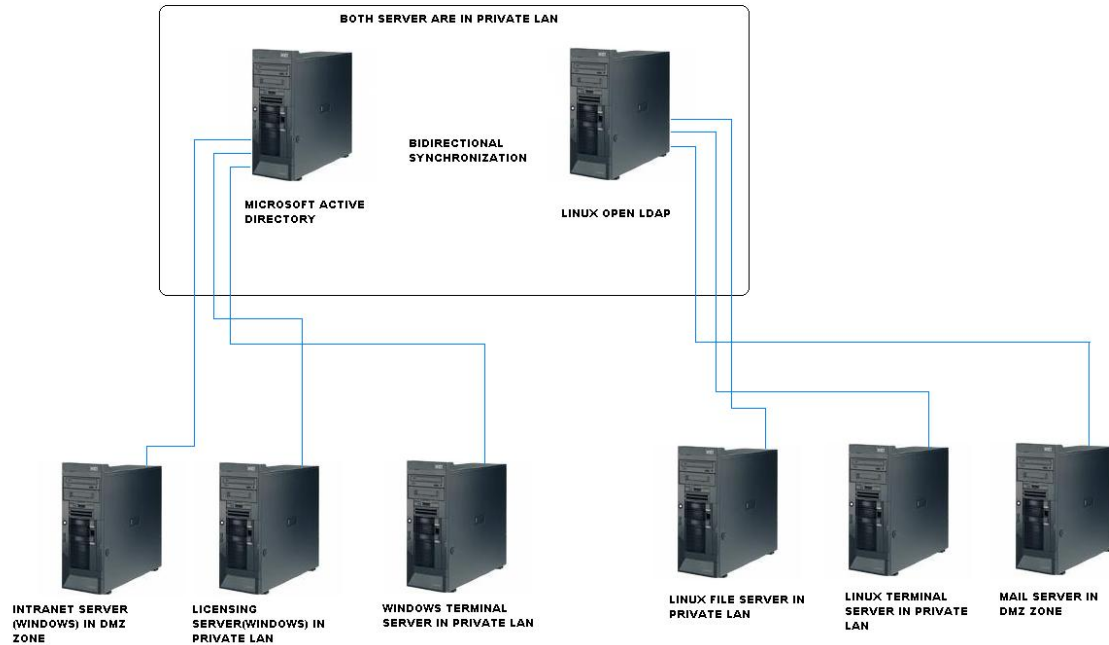 BOTH SERVER ARE IN PRIVATE LAN
BIDIRECTIONAL
SYNCHRONIZATION
MICROSOFT ACTIVE
DIRECTORY
LINUX OPEN LDAP
INTRANET SERVER
(WINDOWS) IN DMZ
ZONE
LICENSING
SERVER(WINDOWS) IN
PRIVATE LAN
WINDOWS TERMINAL
SERVER IN PRIVATE LAN
LINUX FILE SERVER IN
PRIVATE LAN
LINUX TERMINAL
SERVER IN PRIVATE
LAN
MAIL SERVER IN
DMZ ZONE